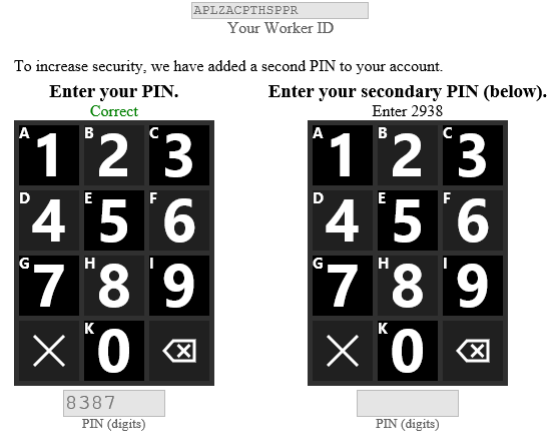 APLZACPTHSPPR
Your Worker ID
To increase security, we have added a second PIN to your account.
Enter your PIN.
Correct
A 1 B 2 C 3
D 4 E 5 F 6
G 7 H 8 I 9
K 0
8387
PIN (digits)
Enter your secondary PIN (below).
Enter 2938
A 1 B 2 C 3
D 4 E 5 F 6
G 7 H 8 I 9
K 0
PIN (digits)